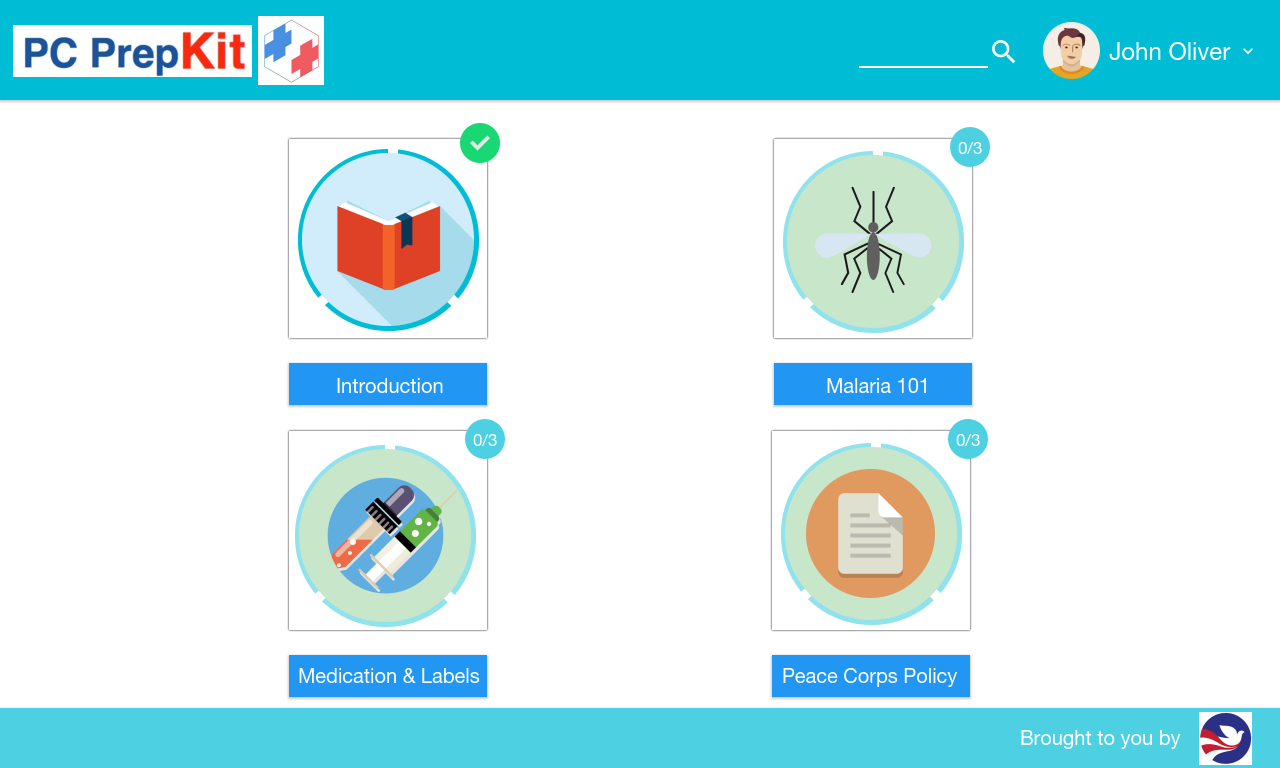 PC PrepKit
John Oliver
0/3
Introduction
Malaria 101
0/3
0/3
Medication & Labels
Peace Corps Policy
Brought to you by